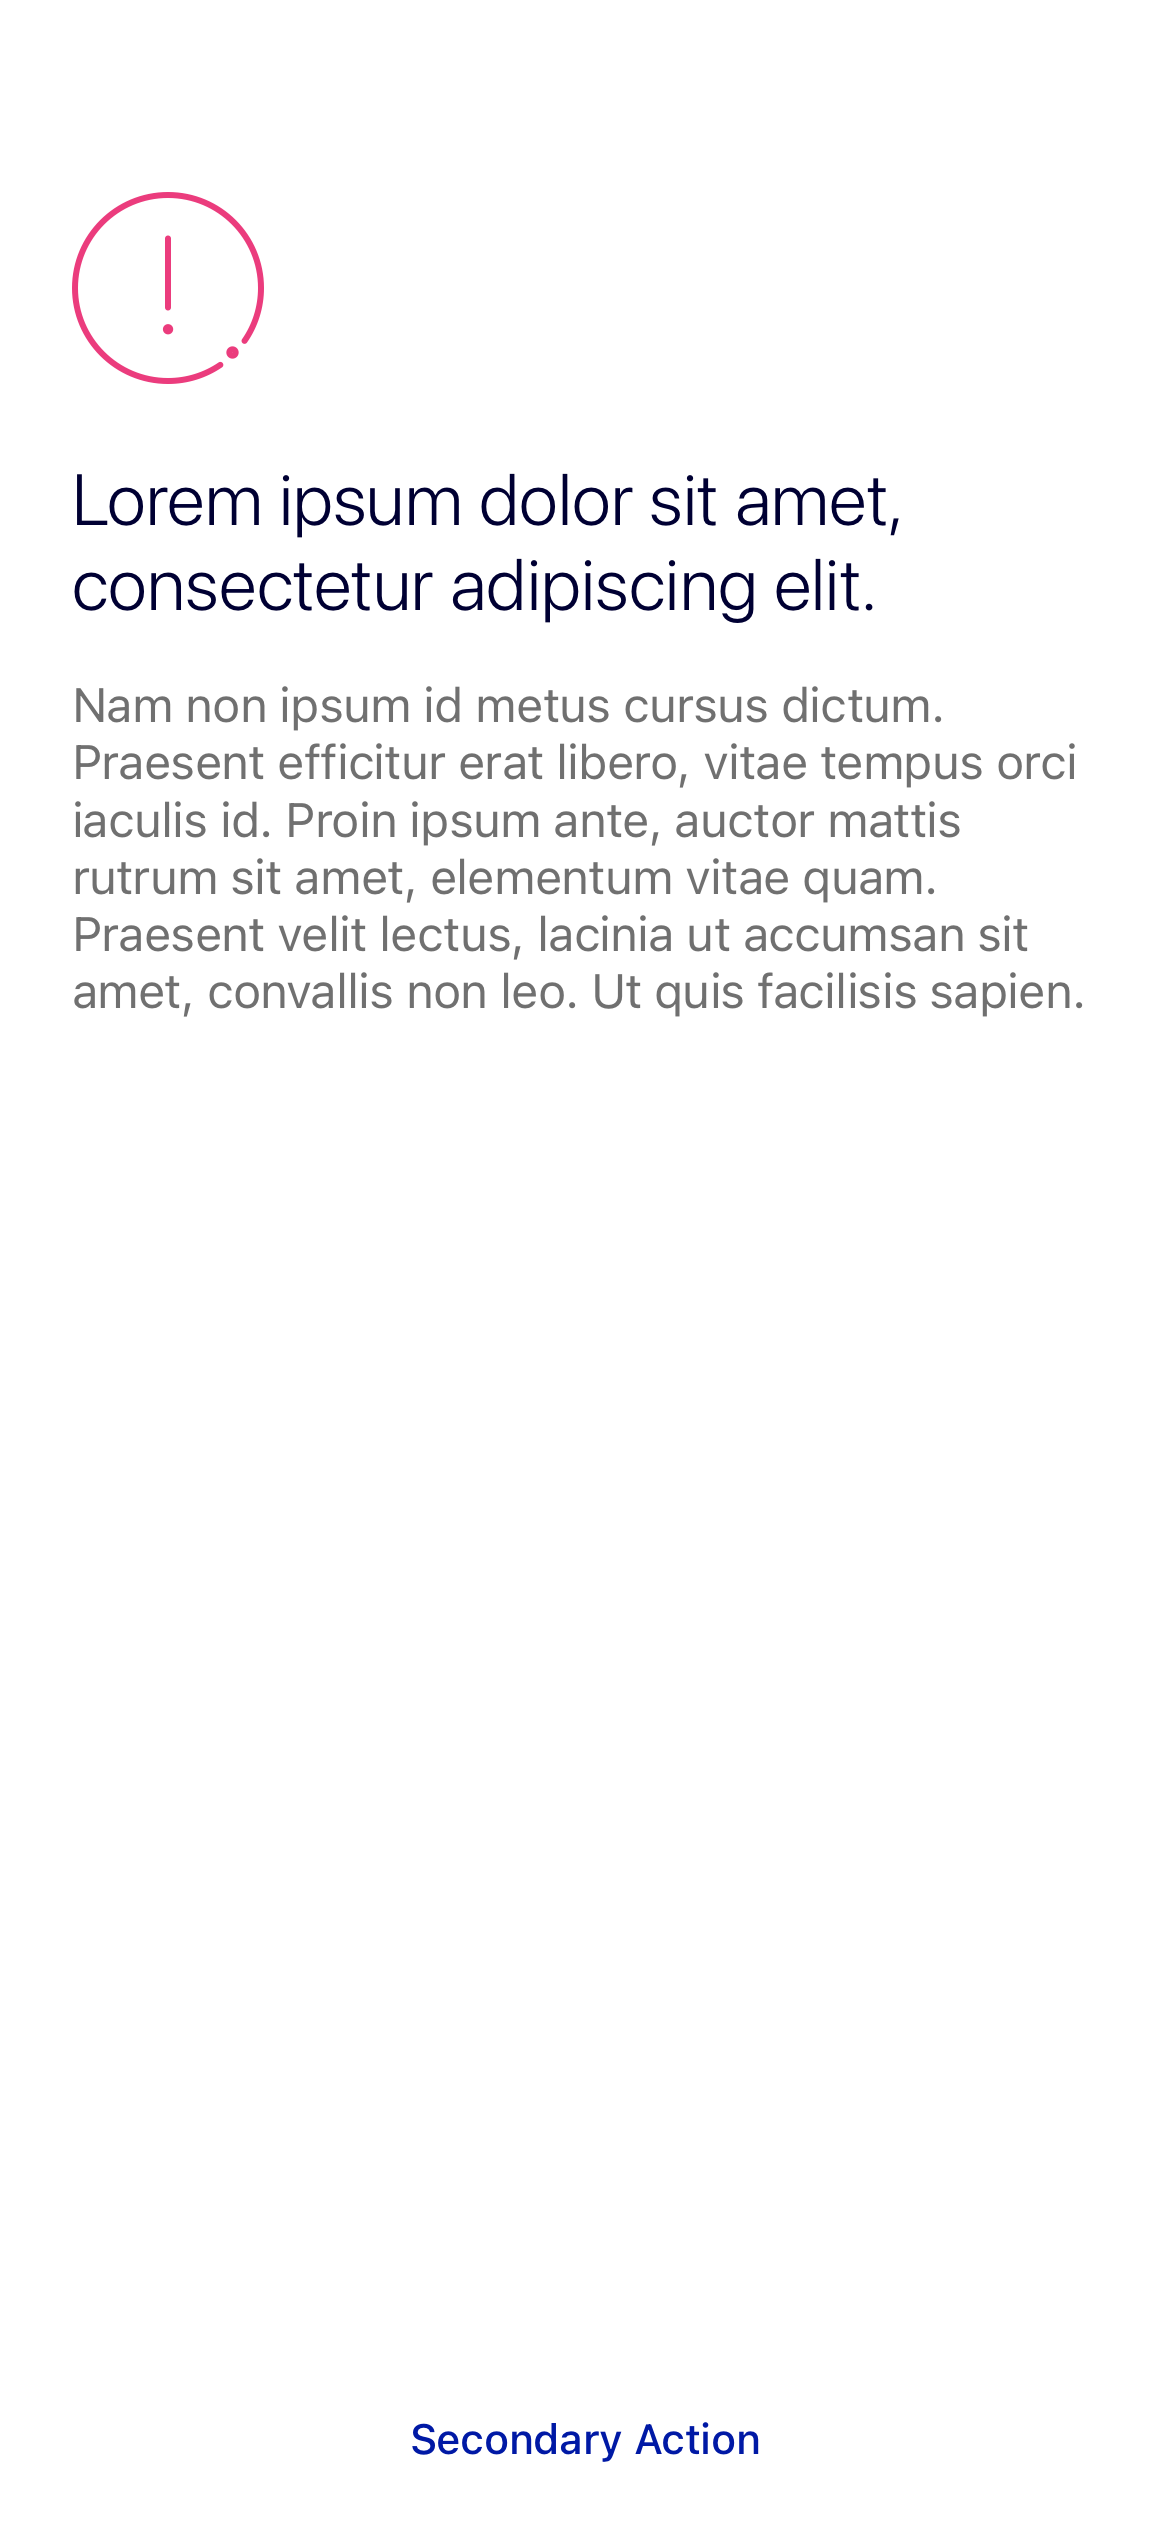 Lorem ipsum dolor sit amet,
consectetur adipiscing elit.
Nam non ipsum id metus cursus dictum.
Praesent efficitur erat libero, vitae tempus orci
iaculis id. Proin ipsum ante, auctor mattis
rutrum sit amet, elementum vitae quam.
Praesent velit lectus, lacinia ut accumsan sit
amet, convallis non leo. Ut quis facilisis sapien.
Secondary Action